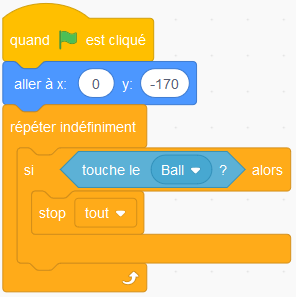 quand est cliqué
aller à x: 0 y: -170
répéter indéfiniment
si touche le Ball ? alors
stop tout